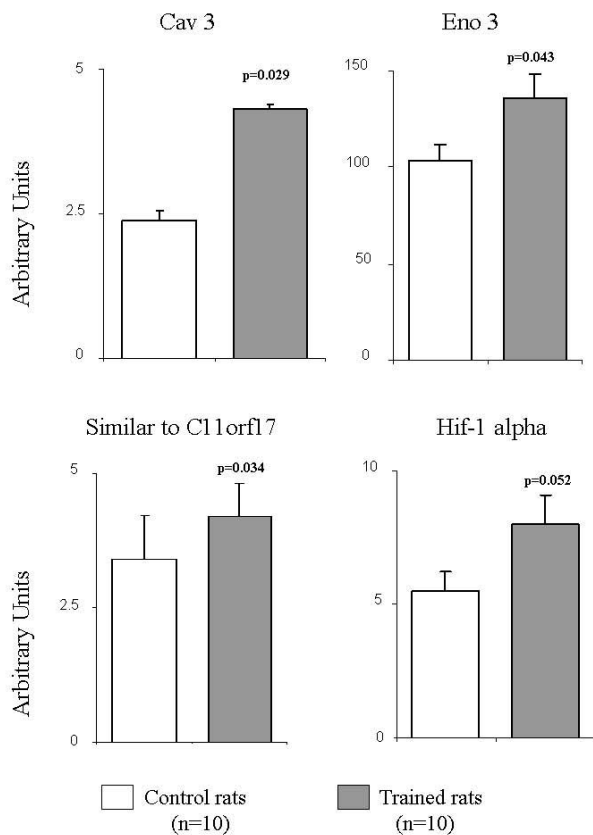 Cav 3
Eno 3
5
p=0.029
2.5
0
Arbitrary Units
150
p=0.043
100
50
0
Similar to C11orf17
Hif-1 alpha
5
p=0.034
2.5
0
Arbitrary Units
10
p=0.052
5
0
Control rats
(n=10)
Trained rats
(n=10)